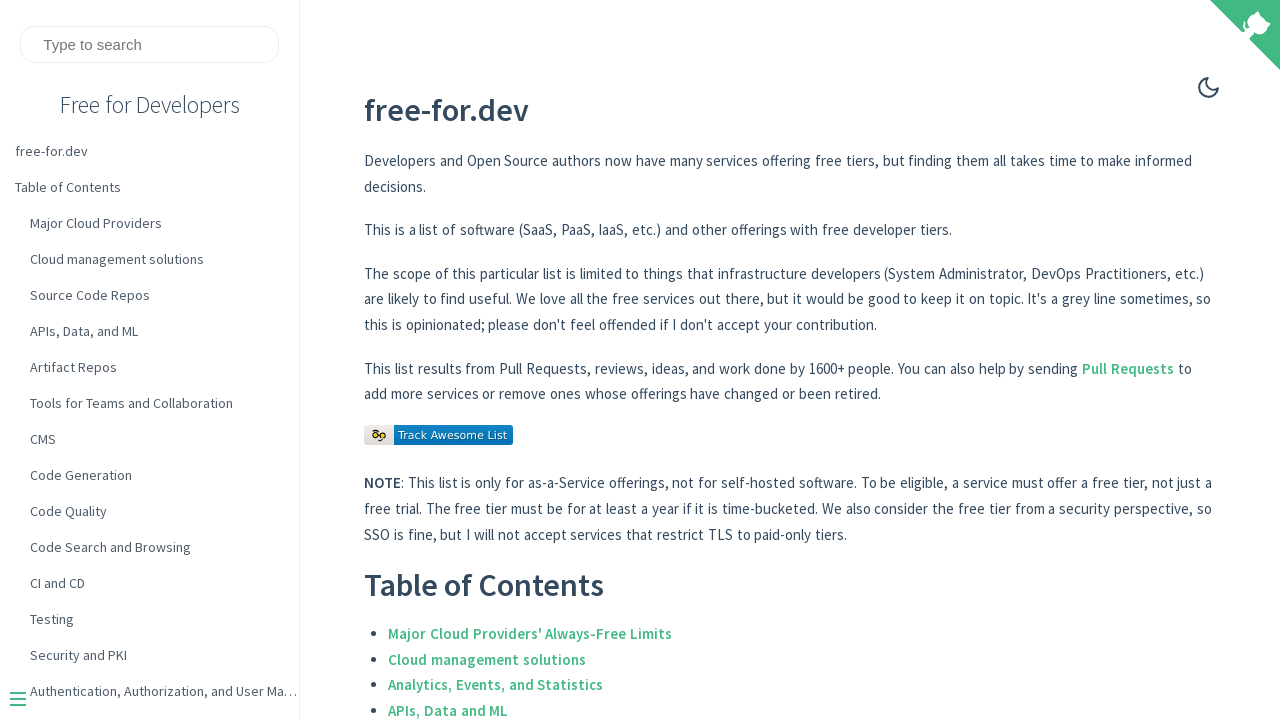 Type to search
Free for Developers
free-for.dev
Table of Contents
Major Cloud Providers
Cloud management solutions
Source Code Repos
APIs, Data, and ML
Artifact Repos
Tools for Teams and Collaboration
CMS
Code Generation
Code Quality
Code Search and Browsing
CI and CD
Testing
Security and PKI
Authentication, Authorization, and User Ma…
free-for.dev
Developers and Open Source authors now have many services offering free tiers, but finding them all takes time to make informed
decisions.
This is a list of software (SaaS, PaaS, IaaS, etc.) and other offerings with free developer tiers.
The scope of this particular list is limited to things that infrastructure developers (System Administrator, DevOps Practitioners, etc.)
are likely to find useful. We love all the free services out there, but it would be good to keep it on topic. It's a grey line sometimes, so
this is opinionated; please don't feel offended if I don't accept your contribution.
This list results from Pull Requests, reviews, ideas, and work done by 1600+ people. You can also help by sending Pull Requests to
add more services or remove ones whose offerings have changed or been retired.
Track Awesome List
NOTE: This list is only for as-a-Service offerings, not for self-hosted software. To be eligible, a service must offer a free tier, not just a
free trial. The free tier must be for at least a year if it is time-bucketed. We also consider the free tier from a security perspective, so
SSO is fine, but I will not accept services that restrict TLS to paid-only tiers.
Table of Contents
Major Cloud Providers' Always-Free Limits
Cloud management solutions
Analytics, Events, and Statistics
APIs, Data and ML